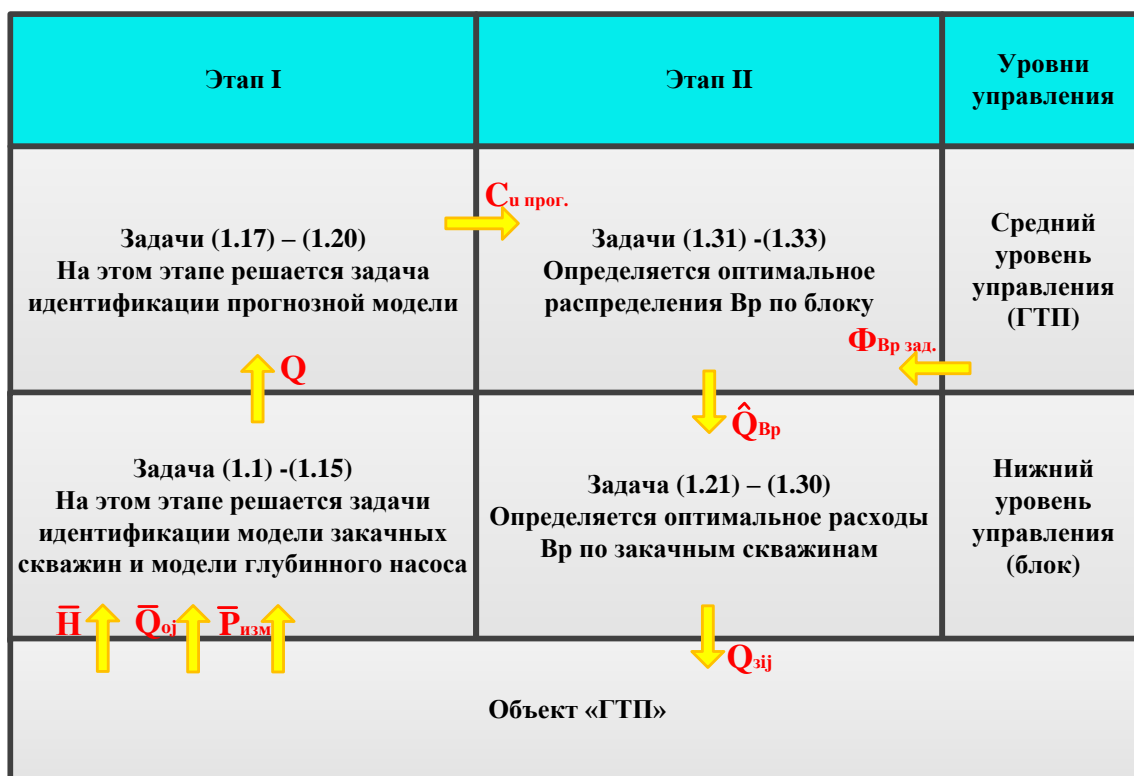 Этап I
Этап II
Уровни
управления
Задачи (1.17) – (1.20)
На этом этапе решается задача
идентификации прогнозной модели
Cu прог.
Задачи (1.31) -(1.33)
Определяется оптимальное
распределения Вр по блоку
Средний
уровень
управления
(ГТП)
ФВр зад.
Q
Q̂Вр
Задача (1.1) -(1.15)
На этом этапе решается задачи
идентификации модели закачных
скважин и модели глубинного насоса
Задача (1.21) – (1.30)
Определяется оптимальное расходы
Вр по закачным скважинам
Нижний
уровень
управления
(блок)
H̅ Q̅oj P̅изм
Qзij
Объект «ГТП»